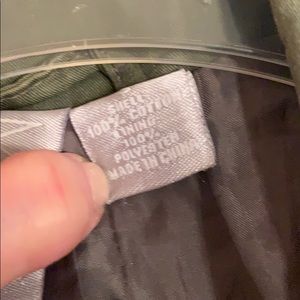 SHELL
100% COTTON
LINING
100%
POLYESTER
MADE IN CHINA